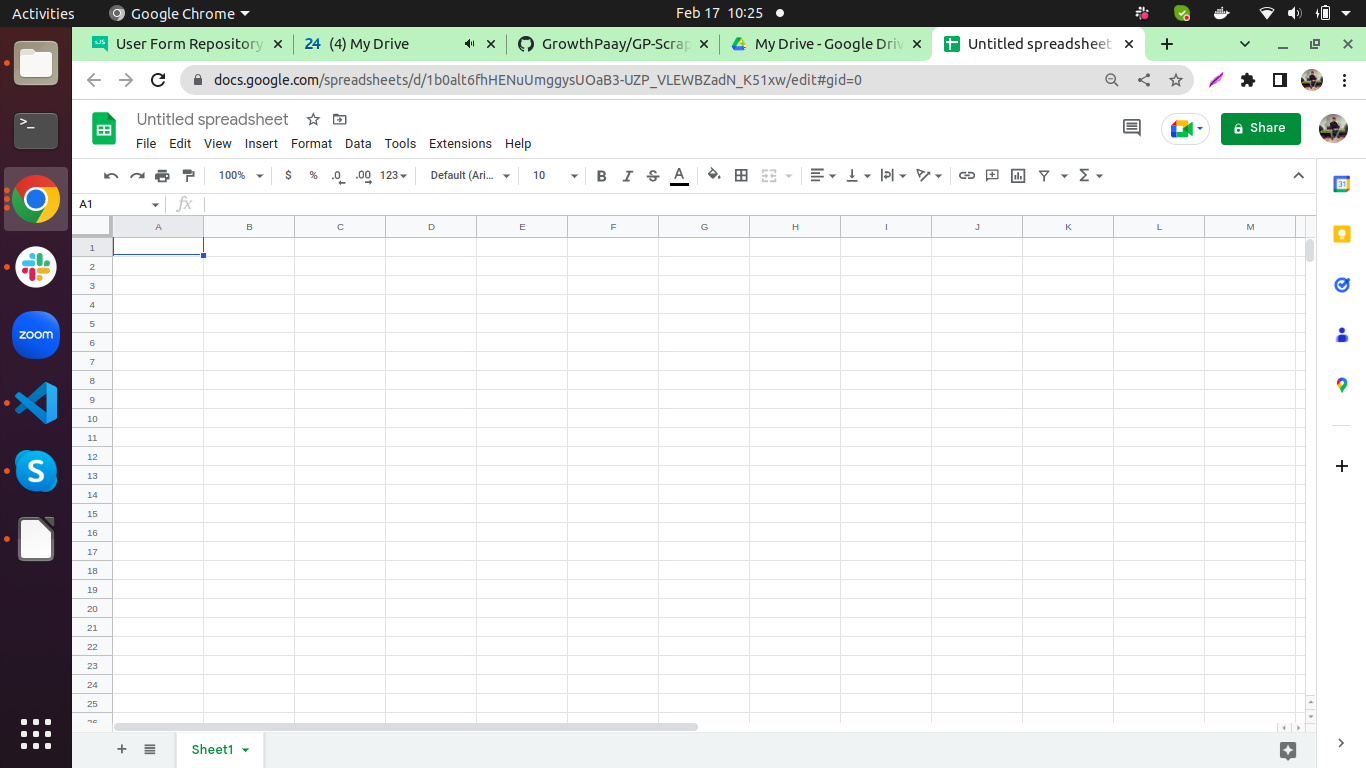 Activities Google Chrome Feb 17 10:25
User Form Repository 24 (4) My Drive GrowthPaay/GP-Scrap My Drive - Google Driv Untitled spreadsheet
docs.google.com/spreadsheets/d/1b0alt6fhHENuUmggysUOaB3-UZP_VLEWBZadN_K51xw/edit#gid=0
Untitled spreadsheet
File Edit View Insert Format Data Tools Extensions Help
Share
100% $ % .0 .00 123 Default (Ari... 10 B I S A
A1 fx
A B C D E F G H I J K L M
1
2
3
4
5
6
7
8
9
10
11
12
13
14
15
16
17
18
19
20
21
22
23
24
25
26
Sheet1
zoom
S
31